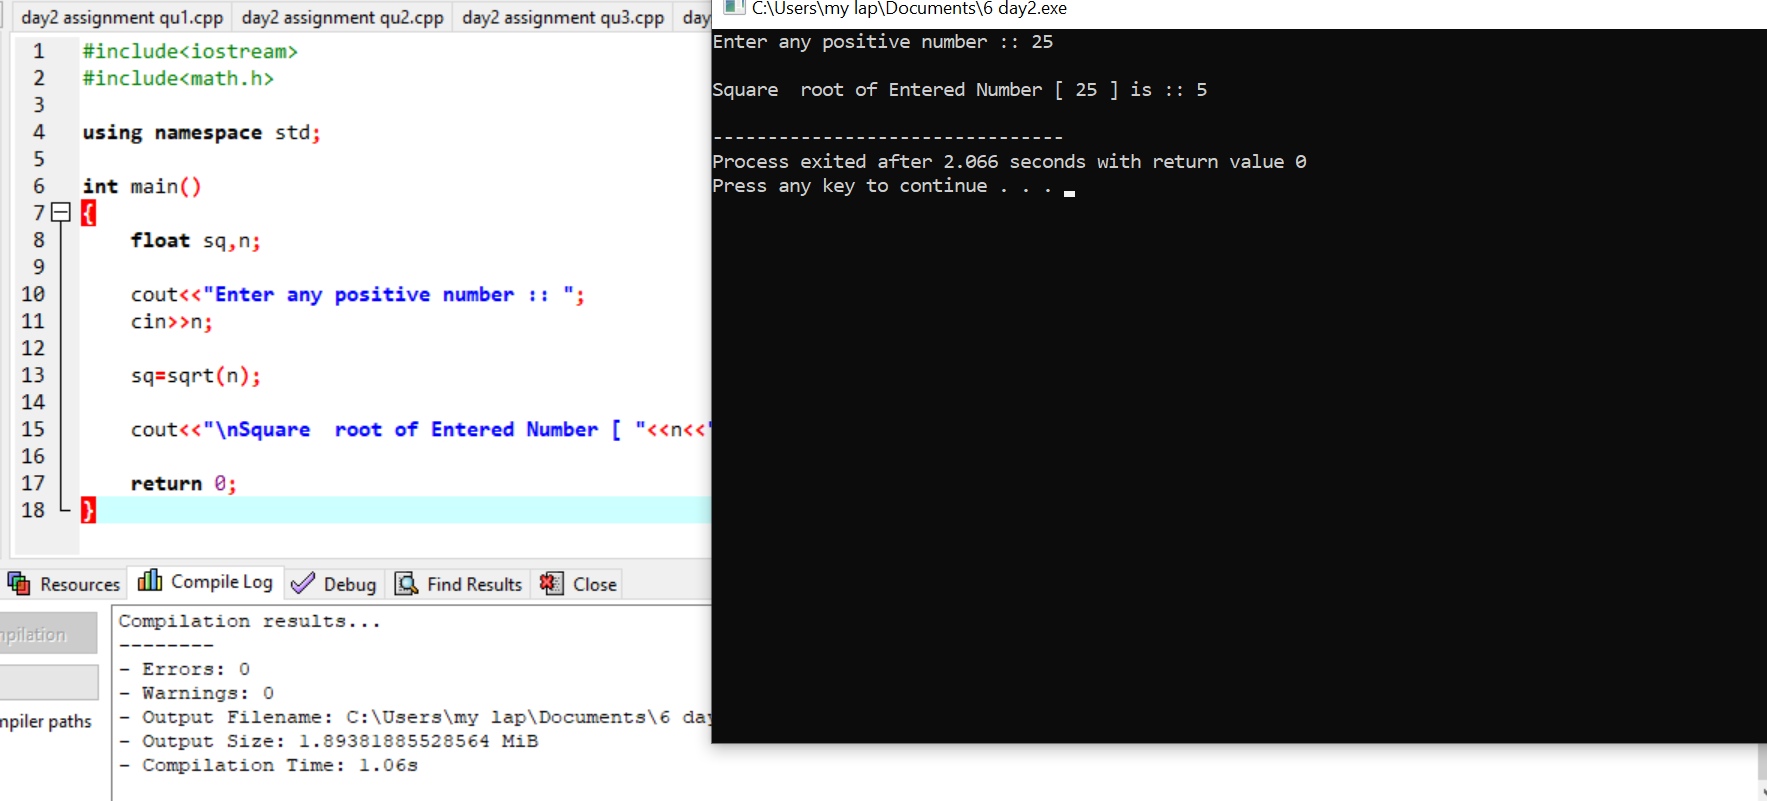 day2 assignment qu1.cpp day2 assignment qu2.cpp day2 assignment qu3.cpp day
1 #include<iostream>
2 #include<math.h>
3
4 using namespace std;
5
6 int main()
7 {
8 float sq,n;
9
10 cout<<"Enter any positive number :: ";
11 cin>>n;
12
13 sq=sqrt(n);
14
15 cout<<"\nSquare  root of Entered Number [ "<<n<<"
16
17 return 0;
18 }
Resources Compile Log Debug Find Results Close
mpilation
mpiler paths
Compilation results...
--------
- Errors: 0
- Warnings: 0
- Output Filename: C:\Users\my lap\Documents\6 day
- Output Size: 1.89381885528564 MiB
- Compilation Time: 1.06s
C:\Users\my lap\Documents\6 day2.exe
Enter any positive number :: 25
Square  root of Entered Number [ 25 ] is :: 5
--------------------------------
Process exited after 2.066 seconds with return value 0
Press any key to continue . . .